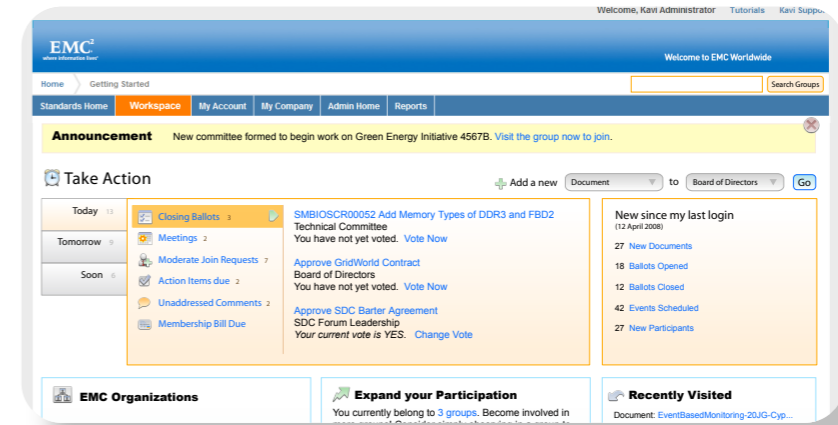 Welcome, Kavi Administrator Tutorials Kavi Suppo
EMC²
where information lives®
Welcome to EMC Worldwide
Home Getting Started
Search Groups
Standards Home Workspace My Account My Company Admin Home Reports
Announcement New committee formed to begin work on Green Energy Initiative 4567B. Visit the group now to join.
Take Action
Add a new Document to Board of Directors Go
Today 13
Tomorrow 9
Soon 6
Closing Ballots 3
Meetings 2
Moderate Join Requests 7
Action Items due 2
Unaddressed Comments 2
Membership Bill Due
SMBIOSCR00052 Add Memory Types of DDR3 and FBD2
Technical Committee
You have not yet voted. Vote Now
Approve GridWorld Contract
Board of Directors
You have not yet voted. Vote Now
Approve SDC Barter Agreement
SDC Forum Leadership
Your current vote is YES. Change Vote
New since my last login
(12 April 2008)
27 New Documents
18 Ballots Opened
12 Ballots Closed
42 Events Scheduled
27 New Participants
EMC Organizations
Expand your Participation
You currently belong to 3 groups. Become involved in
Recently Visited
Document: EventBasedMonitoring-20JG-Cyp...